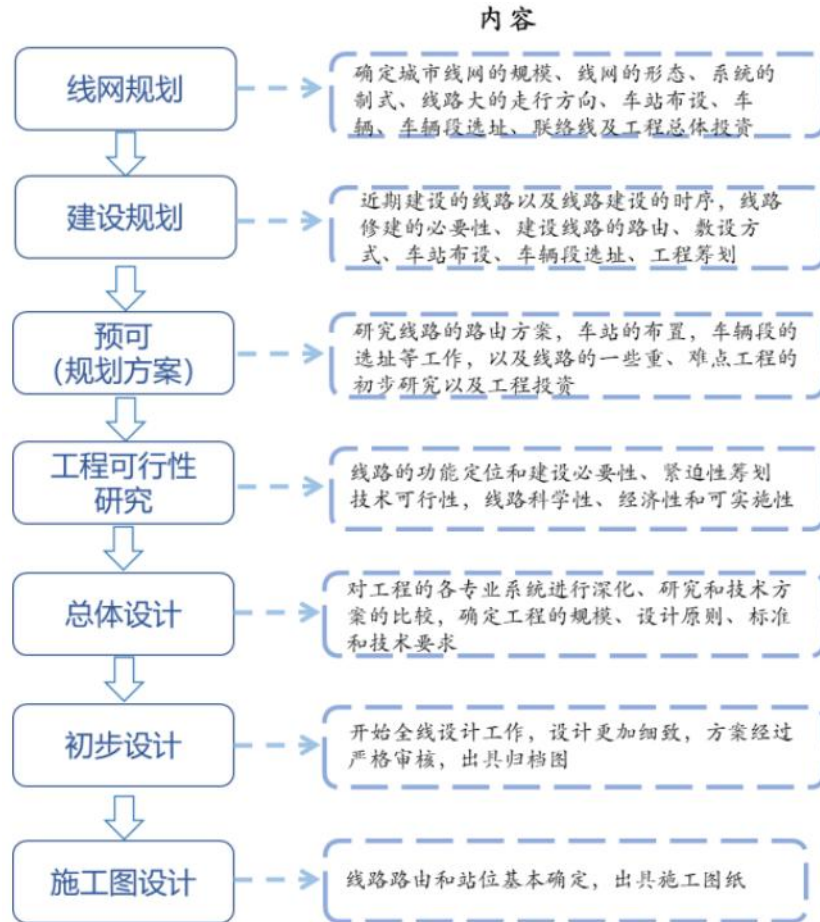 内容
线网规划
确定城市线网的规模、线网的形态、系统的
制式、线路大的走行方向、车站布设、车
辆、车辆段选址、联络线及工程总体投资
建设规划
近期建设的线路以及线路建设的时序，线路
修建的必要性、建设线路的路由、敷设方
式、车站布设、车辆段选址、工程筹划
预可
（规划方案）
研究线路的路由方案，车站的布置，车辆段的
选址等工作，以及线路的一些重、难点工程的
初步研究以及工程投资
工程可行性
研究
线路的功能定位和建设必要性、紧迫性筹划
技术可行性，线路科学性、经济性和可实施性
总体设计
对工程的各专业系统进行深化、研究和技术方
案的比较，确定工程的规模、设计原则、标准
和技术要求
初步设计
开始全线设计工作，设计更加细致，方案经过
严格审核，出具归档图
施工图设计
线路路由和站位基本确定，出具施工图纸